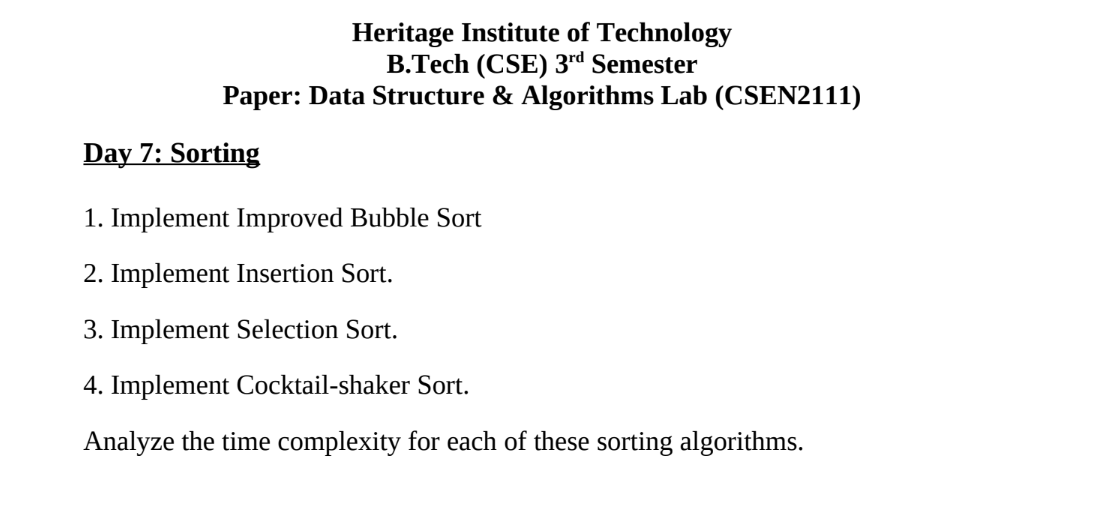 Heritage Institute of Technology
B.Tech (CSE) 3rd Semester
Paper: Data Structure & Algorithms Lab (CSEN2111)
Day 7: Sorting
1. Implement Improved Bubble Sort
2. Implement Insertion Sort.
3. Implement Selection Sort.
4. Implement Cocktail-shaker Sort.
Analyze the time complexity for each of these sorting algorithms.